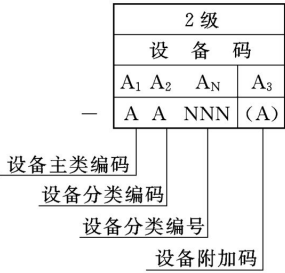 2级
设 备 码
A₁ A₂ A_N A₃
— A A NNN (A)
设备主类编码
设备分类编码
设备分类编号
设备附加码